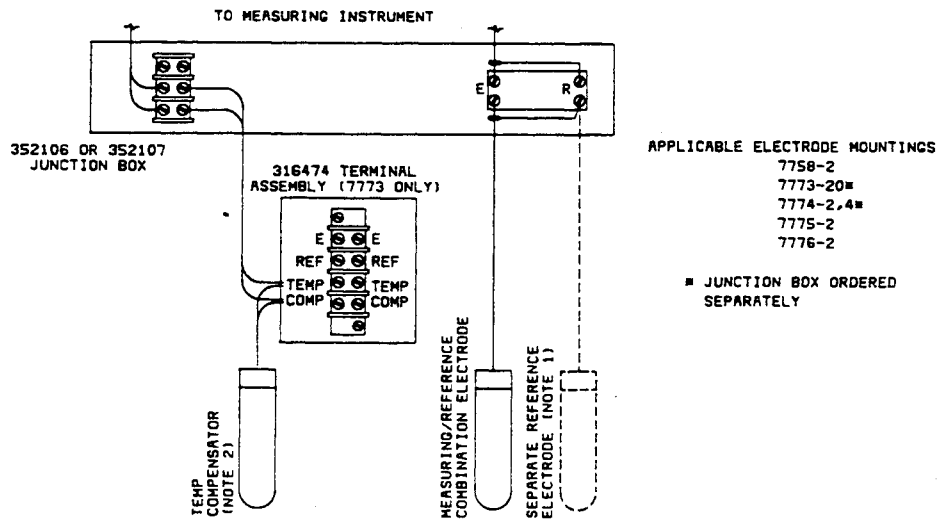 TO MEASURING INSTRUMENT
E R
352106 OR 352107
JUNCTION BOX
316474 TERMINAL
ASSEMBLY (7773 ONLY)
E E
REF REF
TEMP TEMP
COMP COMP
APPLICABLE ELECTRODE MOUNTINGS
7758-2
7773-20*
7774-2,4*
7775-2
7776-2
* JUNCTION BOX ORDERED
SEPARATELY
TEMP
COMPENSATOR
(NOTE 2)
MEASURING/REFERENCE
COMBINATION ELECTRODE
SEPARATE REFERENCE
ELECTRODE (NOTE 1)